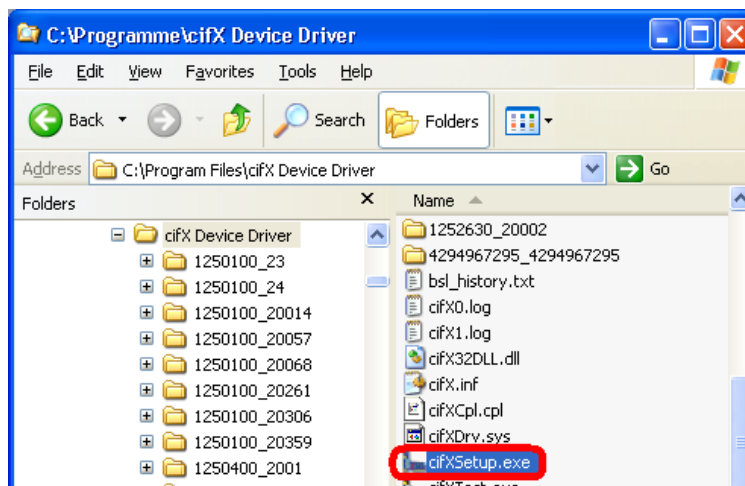 C:\Programme\cifX Device Driver
File Edit View Favorites Tools Help
Back Search Folders
Address C:\Program Files\cifX Device Driver Go
Folders
cifX Device Driver
1250100_23
1250100_24
1250100_20014
1250100_20057
1250100_20068
1250100_20261
1250100_20306
1250100_20359
1250400_2001
Name
1252630_20002
4294967295_4294967295
bsl_history.txt
cifX0.log
cifX1.log
cifX32DLL.dll
cifX.inf
cifXCpl.cpl
cifXDrv.sys
cifXSetup.exe